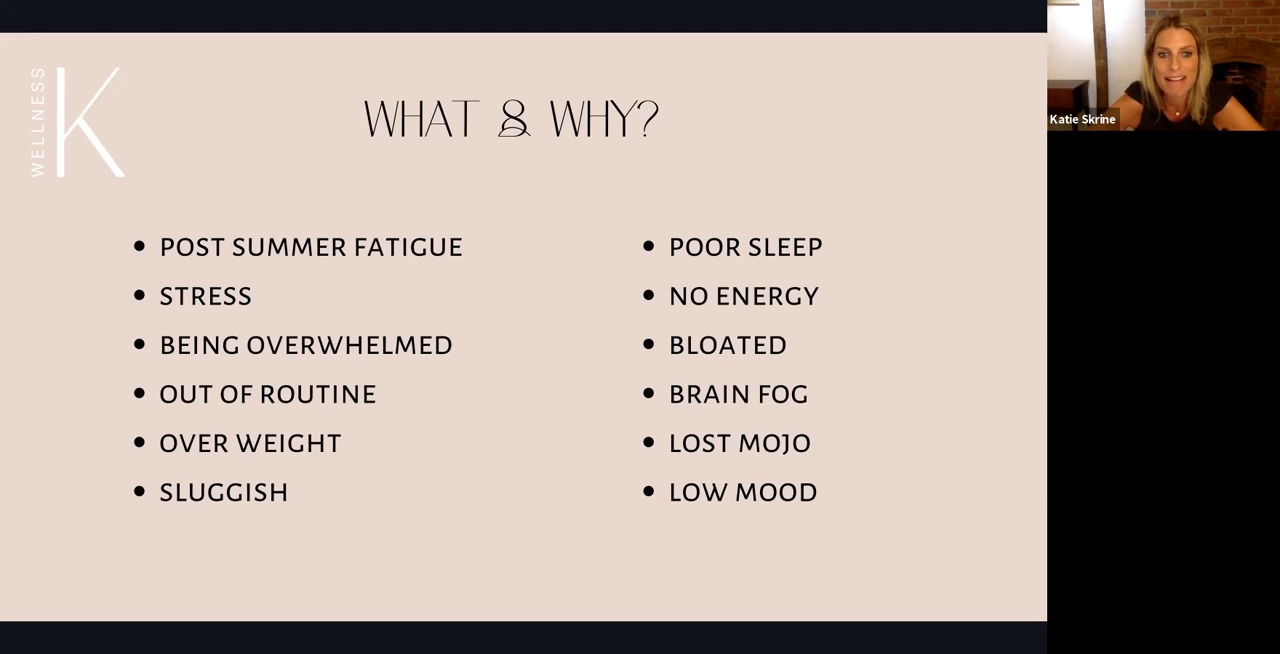 WELLNESS
K
WHAT & WHY?
POST SUMMER FATIGUE
STRESS
BEING OVERWHELMED
OUT OF ROUTINE
OVER WEIGHT
SLUGGISH
POOR SLEEP
NO ENERGY
BLOATED
BRAIN FOG
LOST MOJO
LOW MOOD
Katie Skrine